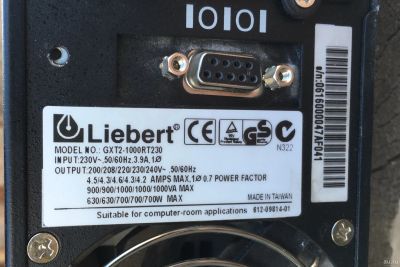 IOIOI
Liebert®
CE
GS
N322
MODEL NO.: GXT2-1000RT230
INPUT:230V~,50/60HZ,3.9A,1Ø
OUTPUT:200/208/220/230/240V~,50/60HZ
4.5/4.3/4.6/4.3/4.2 AMPS MAX,1Ø 0.7 POWER FACTOR
900/900/1000/1000/1000VA MAX
630/630/700/700/700W MAX
MADE IN TAIWAN
Suitable for computer-room applications 612-09814-01